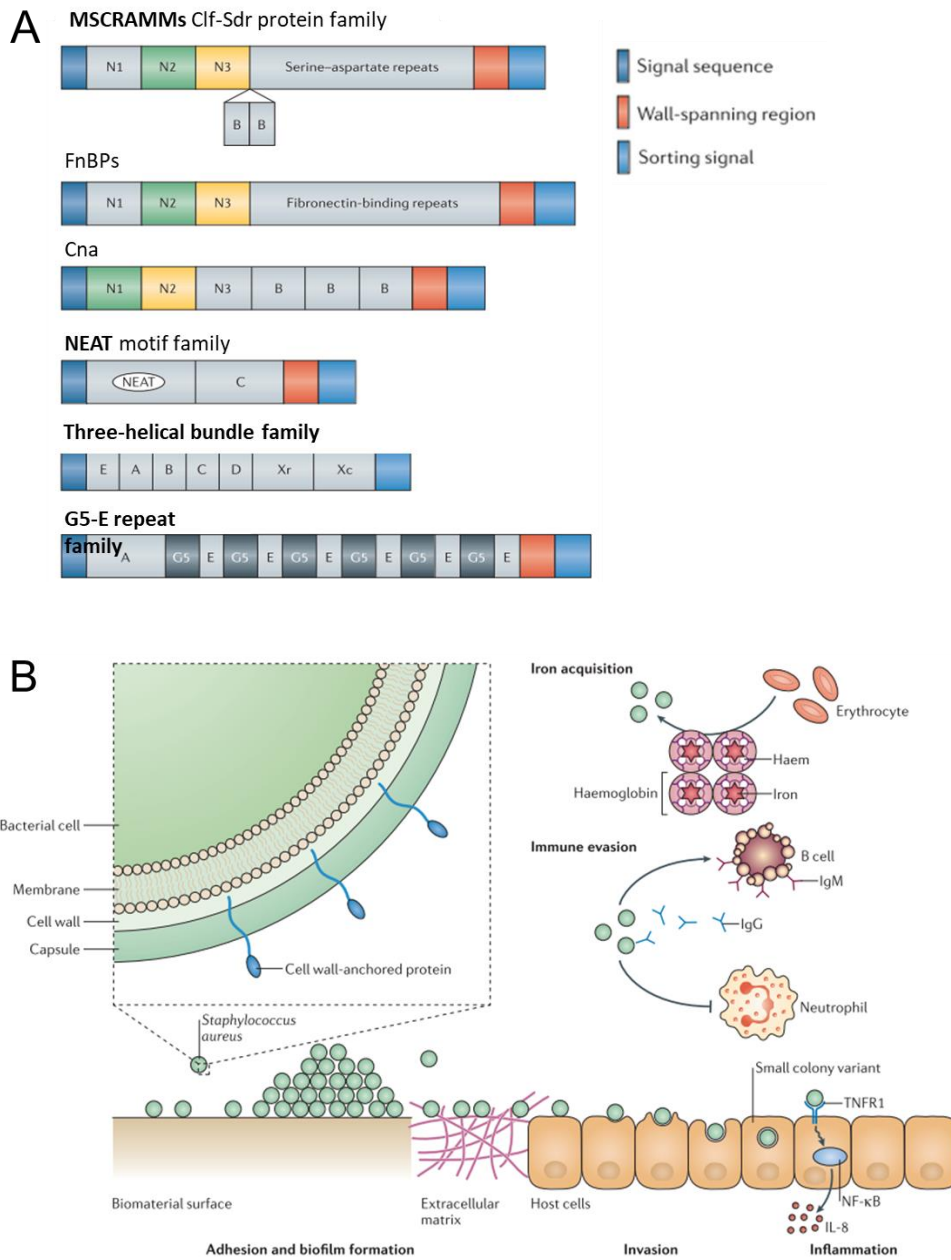 A
MSCRAMMs Clf-Sdr protein family
N1 N2 N3 Serine–aspartate repeats
B B
Signal sequence
Wall-spanning region
Sorting signal
FnBPs
N1 N2 N3 Fibronectin-binding repeats
Cna
N1 N2 N3 B B B
NEAT motif family
NEAT C
Three-helical bundle family
E A B C D Xr Xc
G5-E repeat
family
A G5 E G5 E G5 E G5 E G5 E G5 E
B
Bacterial cell
Membrane
Cell wall
Capsule
Cell wall-anchored protein
Staphylococcus
aureus
Iron acquisition
Erythrocyte
Haem
Haemoglobin
Iron
Immune evasion
B cell
IgM
IgG
Neutrophil
Small colony variant
TNFR1
NF-κB
IL-8
Biomaterial surface
Extracellular
matrix
Host cells
Adhesion and biofilm formation
Invasion
Inflammation